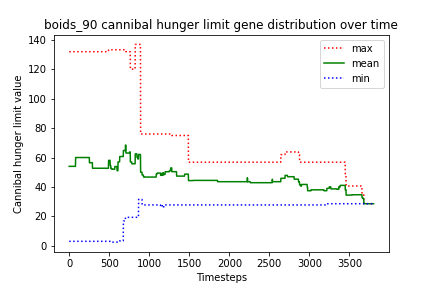 boids_90 cannibal hunger limit gene distribution over time
140
120
100
80
60
40
20
0
Cannibal hunger limit value
max
mean
min
0
500
1000
1500
2000
2500
3000
3500
Timesteps